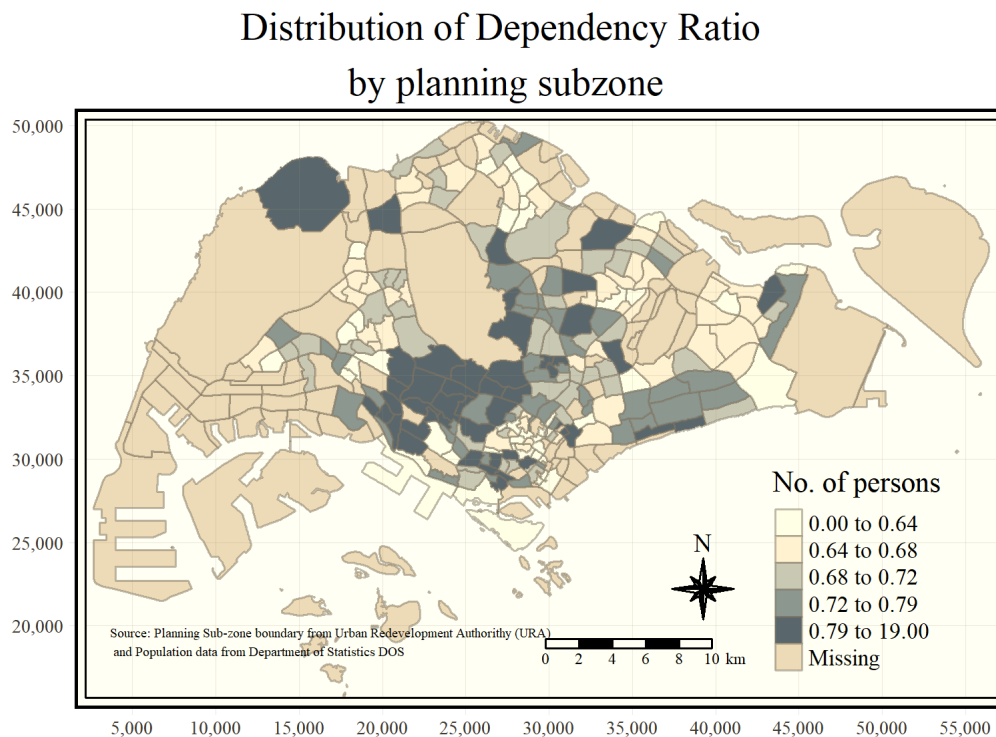 Distribution of Dependency Ratio
by planning subzone
50,000
45,000
40,000
35,000
30,000
25,000
20,000
No. of persons
0.00 to 0.64
0.64 to 0.68
0.68 to 0.72
0.72 to 0.79
0.79 to 19.00
Missing
N
Source: Planning Sub-zone boundary from Urban Redevelopment Authorithy (URA)
and Population data from Department of Statistics DOS
0 2 4 6 8 10 km
5,000 10,000 15,000 20,000 25,000 30,000 35,000 40,000 45,000 50,000 55,000